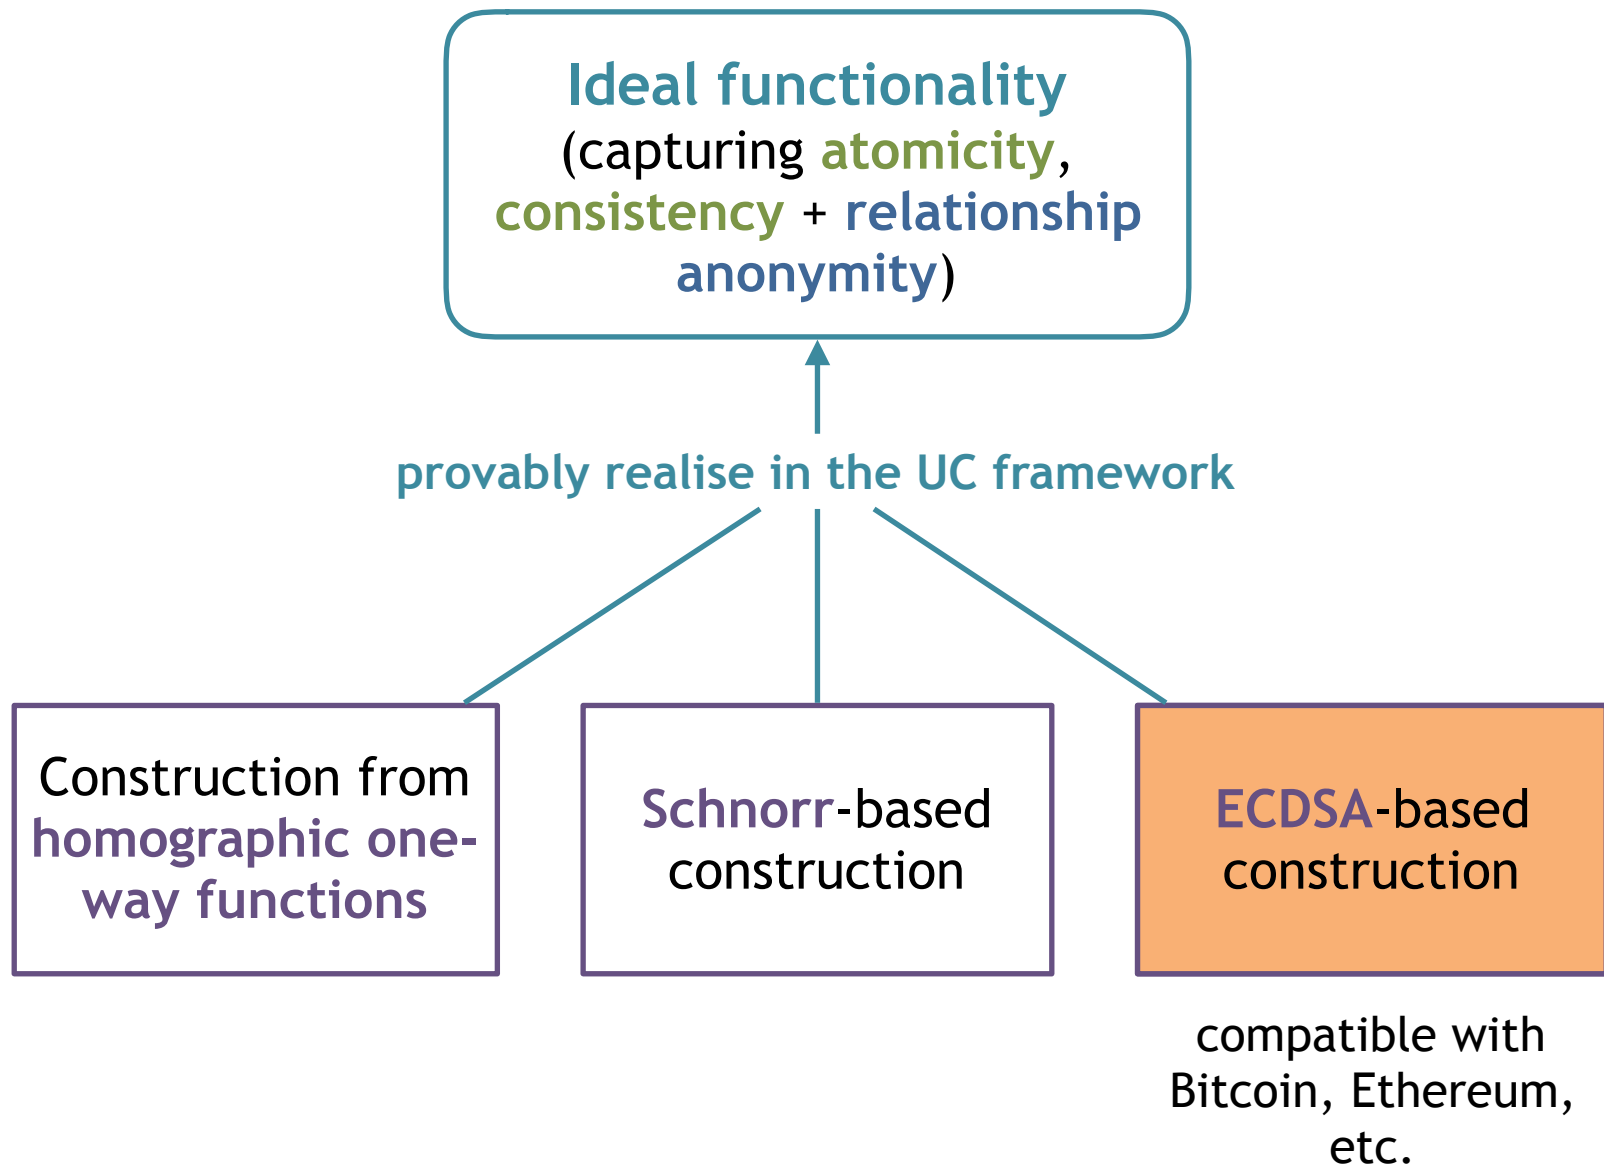 Ideal functionality
(capturing atomicity,
consistency + relationship
anonymity)
provably realise in the UC framework
Construction from
homographic one-
way functions
Schnorr-based
construction
ECDSA-based
construction
compatible with
Bitcoin, Ethereum,
etc.